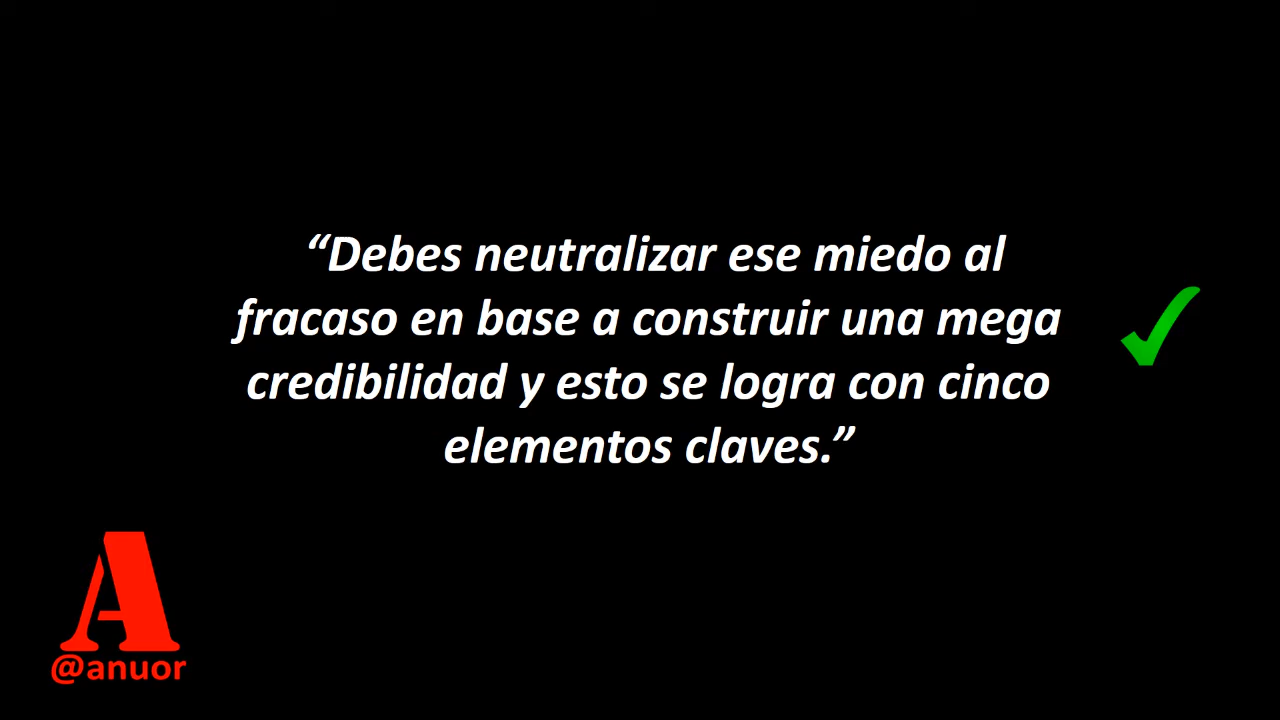 “Debes neutralizar ese miedo al
fracaso en base a construir una mega
credibilidad y esto se logra con cinco
elementos claves.”
A
@anuor